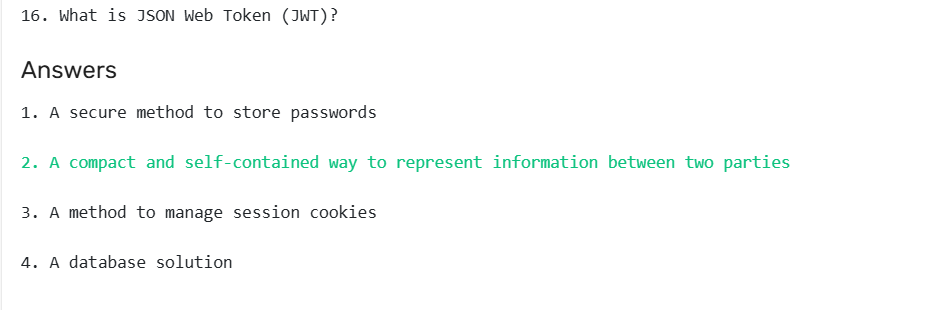 16. What is JSON Web Token (JWT)?
Answers
1. A secure method to store passwords
2. A compact and self-contained way to represent information between two parties
3. A method to manage session cookies
4. A database solution